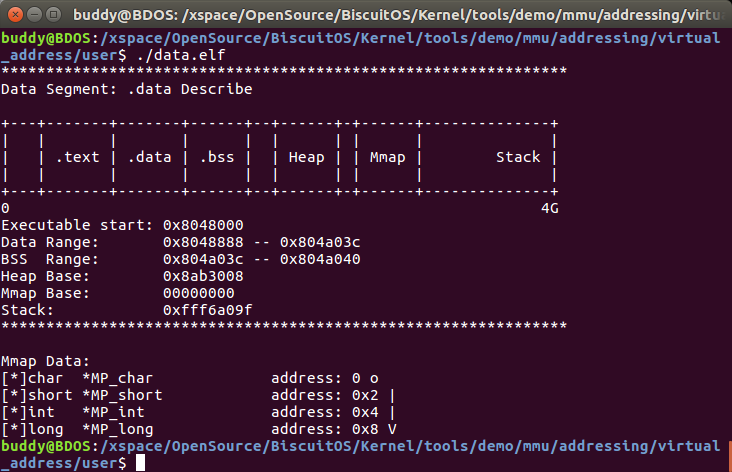 buddy@BDOS: /xspace/OpenSource/BiscuitOS/Kernel/tools/demo/mmu/addressing/virtu
buddy@BDOS:/xspace/OpenSource/BiscuitOS/Kernel/tools/demo/mmu/addressing/virtual
_address/user$ ./data.elf
***************************************************************
Data Segment: .data Describe
+---+-------+-------+------+--+------+-+------+--------------+
|   |       |       |      |  |      | |      |              |
|   | .text | .data | .bss |  | Heap | | Mmap |        Stack |
|   |       |       |      |  |      | |      |              |
+---+-------+-------+------+--+------+-+------+--------------+
0                                                           4G
Executable start: 0x8048000
Data Range:       0x8048888 -- 0x804a03c
BSS  Range:       0x804a03c -- 0x804a040
Heap Base:        0x8ab3008
Mmap Base:        00000000
Stack:            0xfff6a09f
***************************************************************
Mmap Data:
[*]char  *MP_char             address: 0 o
[*]short *MP_short            address: 0x2 |
[*]int   *MP_int              address: 0x4 |
[*]long  *MP_long             address: 0x8 V
buddy@BDOS:/xspace/OpenSource/BiscuitOS/Kernel/tools/demo/mmu/addressing/virtual
_address/user$